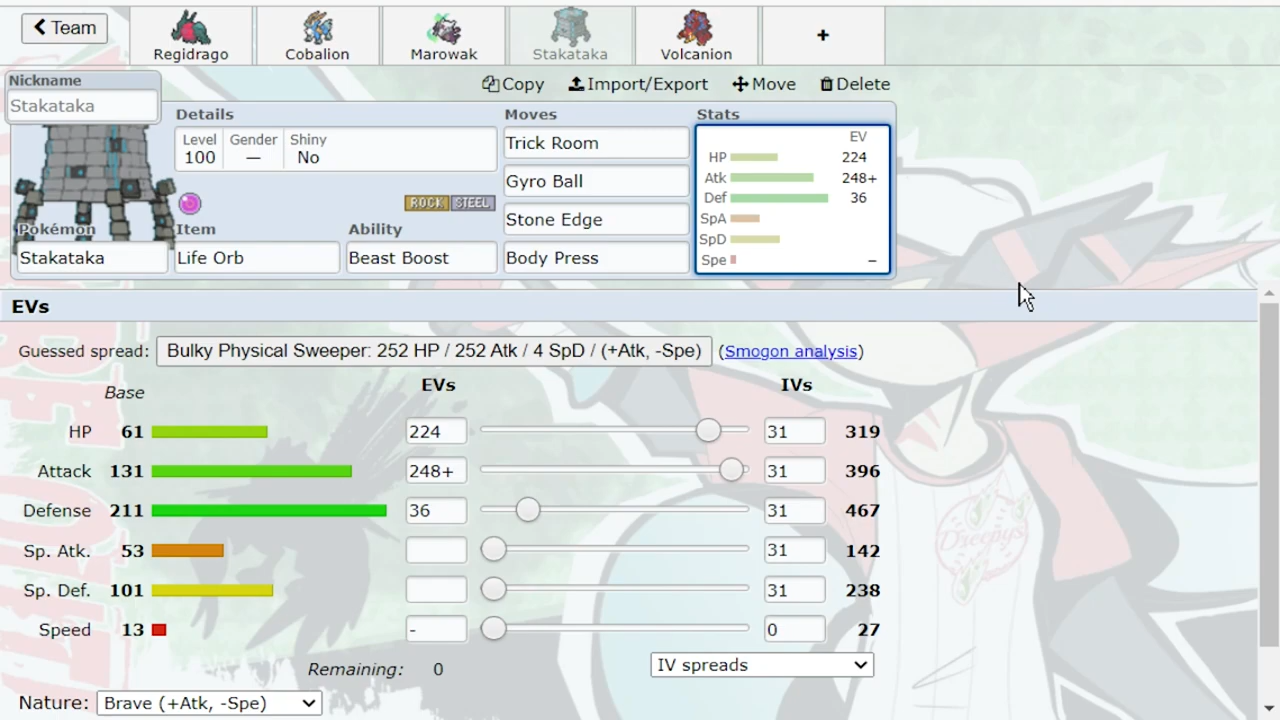 Team
Regidrago
Cobalion
Marowak
Stakataka
Volcanion
+
Copy
Import/Export
Move
Delete
Nickname
Stakataka
Pokémon
Stakataka
Details
Level
100
Gender
—
Shiny
No
ROCK STEEL
Item
Life Orb
Ability
Beast Boost
Moves
Trick Room
Gyro Ball
Stone Edge
Body Press
Stats
EV
HP 224
Atk 248+
Def 36
SpA
SpD
Spe –
EVs
Guessed spread: Bulky Physical Sweeper: 252 HP / 252 Atk / 4 SpD / (+Atk, -Spe) (Smogon analysis)
Base EVs IVs
HP 61 224 31 319
Attack 131 248+ 31 396
Defense 211 36 31 467
Sp. Atk. 53 31 142
Sp. Def. 101 31 238
Speed 13 - 0 27
Remaining: 0
IV spreads
Nature: Brave (+Atk, -Spe)
Dreepy's